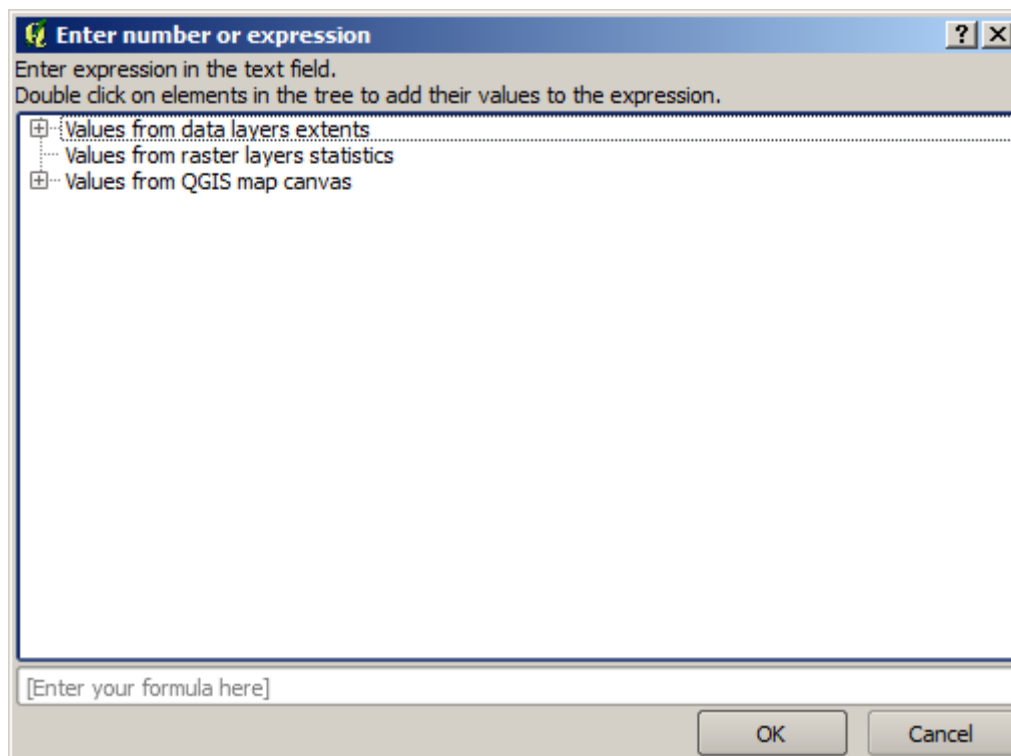 Enter number or expression
Enter expression in the text field.
Double click on elements in the tree to add their values to the expression.
Values from data layers extents
Values from raster layers statistics
Values from QGIS map canvas
[Enter your formula here]
OK Cancel